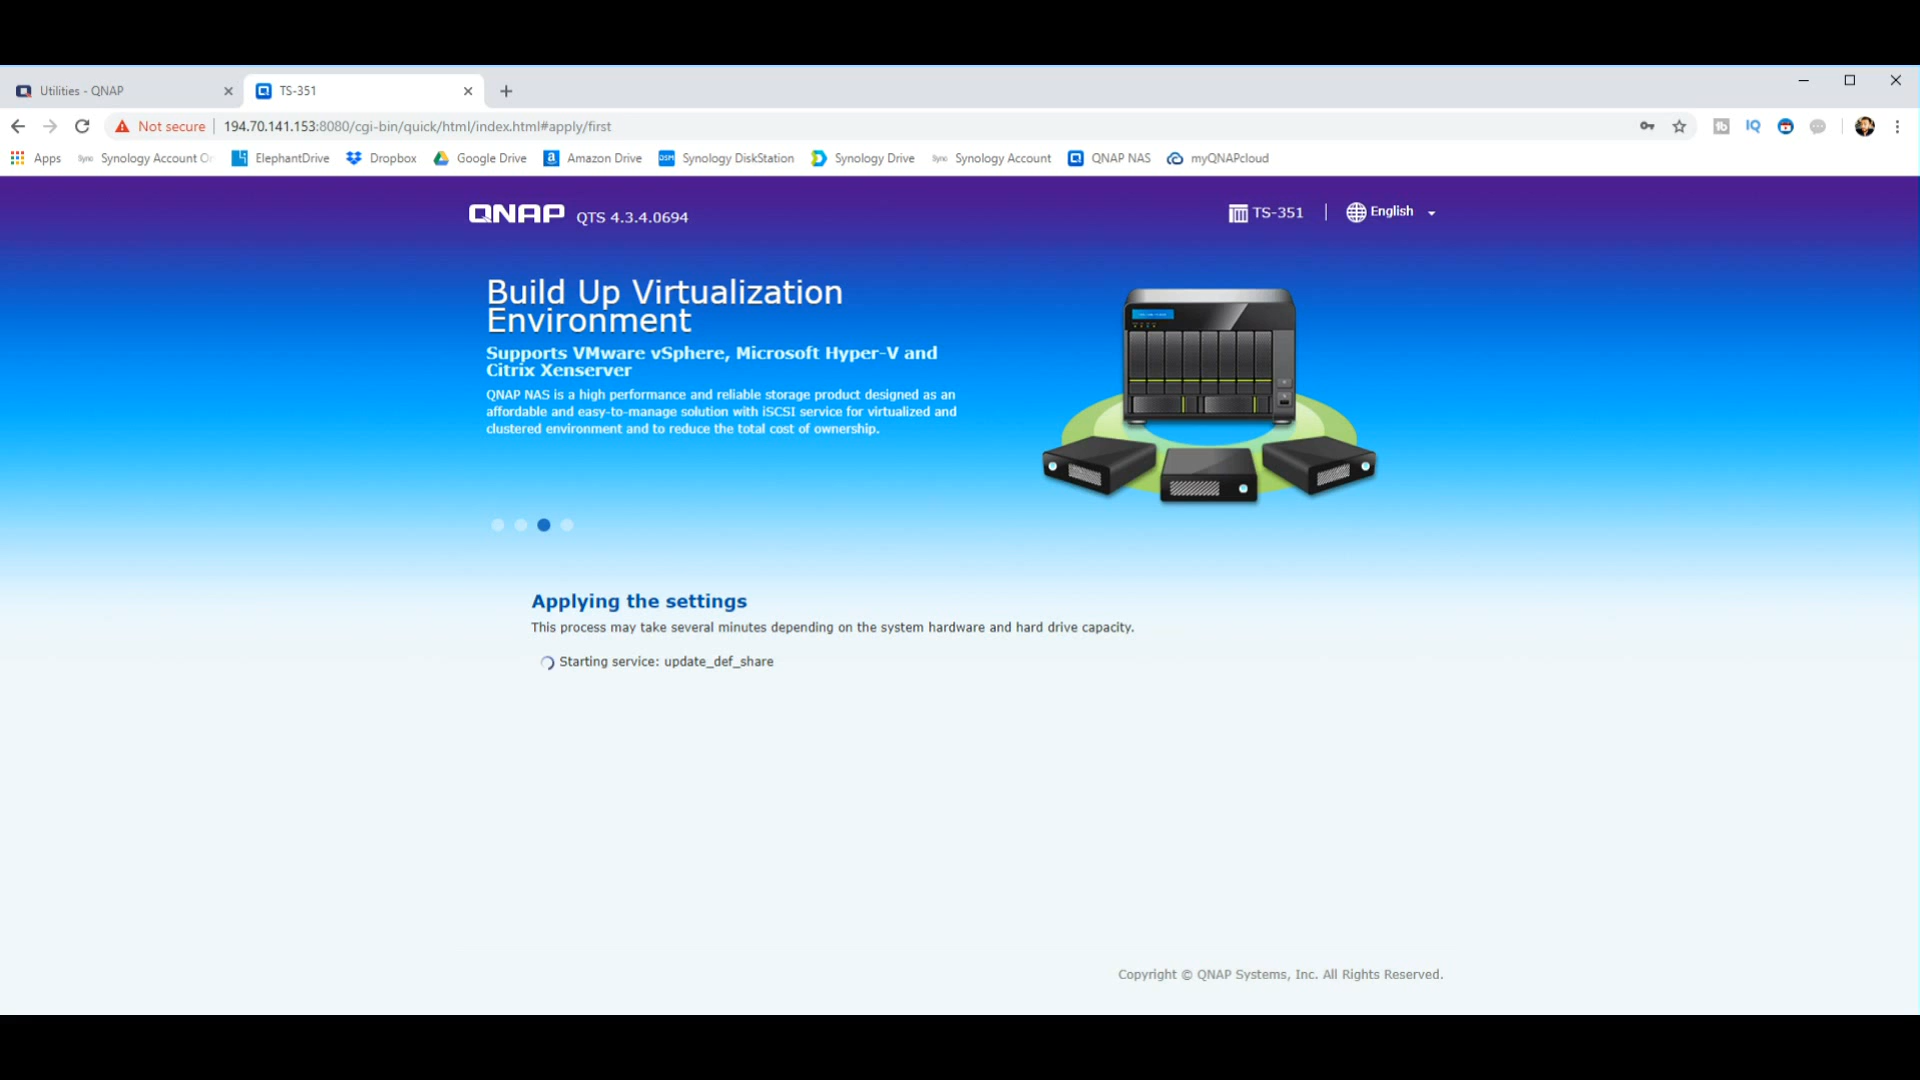 Utilities - QNAP
TS-351
Not secure
194.70.141.153:8080/cgi-bin/quick/html/index.html#apply/first
IQ
Apps
Synology Account Or
ElephantDrive
Dropbox
Google Drive
Amazon Drive
DSM
Synology DiskStation
Synology Drive
Synology Account
QNAP NAS
myQNAPcloud
QNAP QTS 4.3.4.0694
TS-351
English
Build Up Virtualization
Environment
Supports VMware vSphere, Microsoft Hyper-V and
Citrix Xenserver
QNAP NAS is a high performance and reliable storage product designed as an
affordable and easy-to-manage solution with iSCSI service for virtualized and
clustered environment and to reduce the total cost of ownership.
Applying the settings
This process may take several minutes depending on the system hardware and hard drive capacity.
Starting service: update_def_share
Copyright © QNAP Systems, Inc. All Rights Reserved.